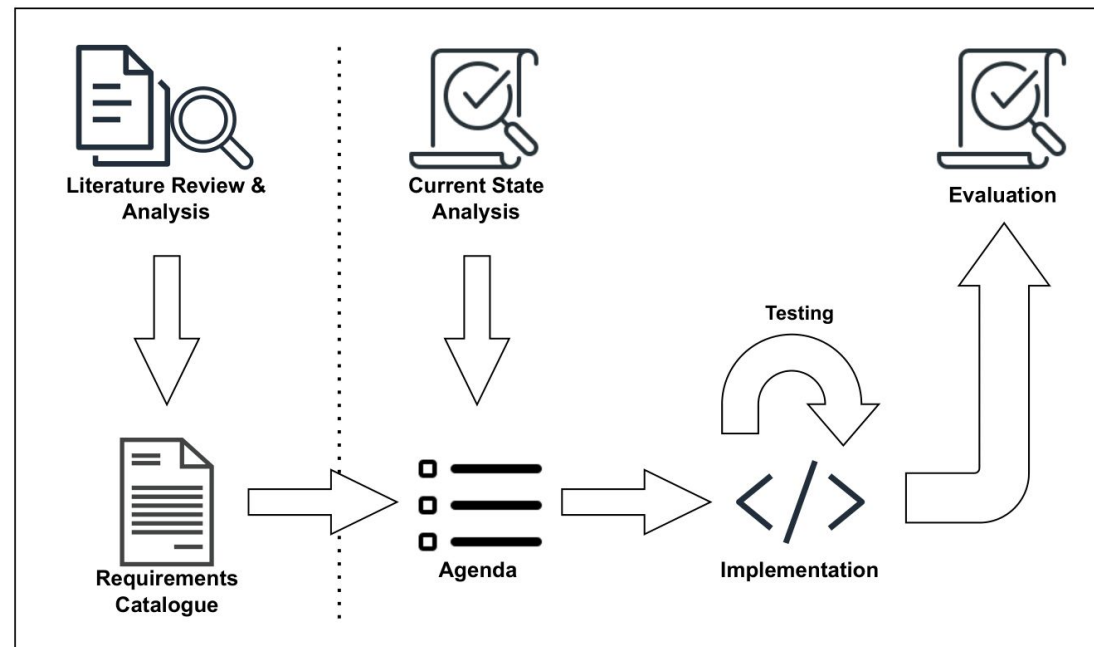 Literature Review &
Analysis
Current State
Analysis
Evaluation
Testing
Requirements
Catalogue
Agenda
Implementation